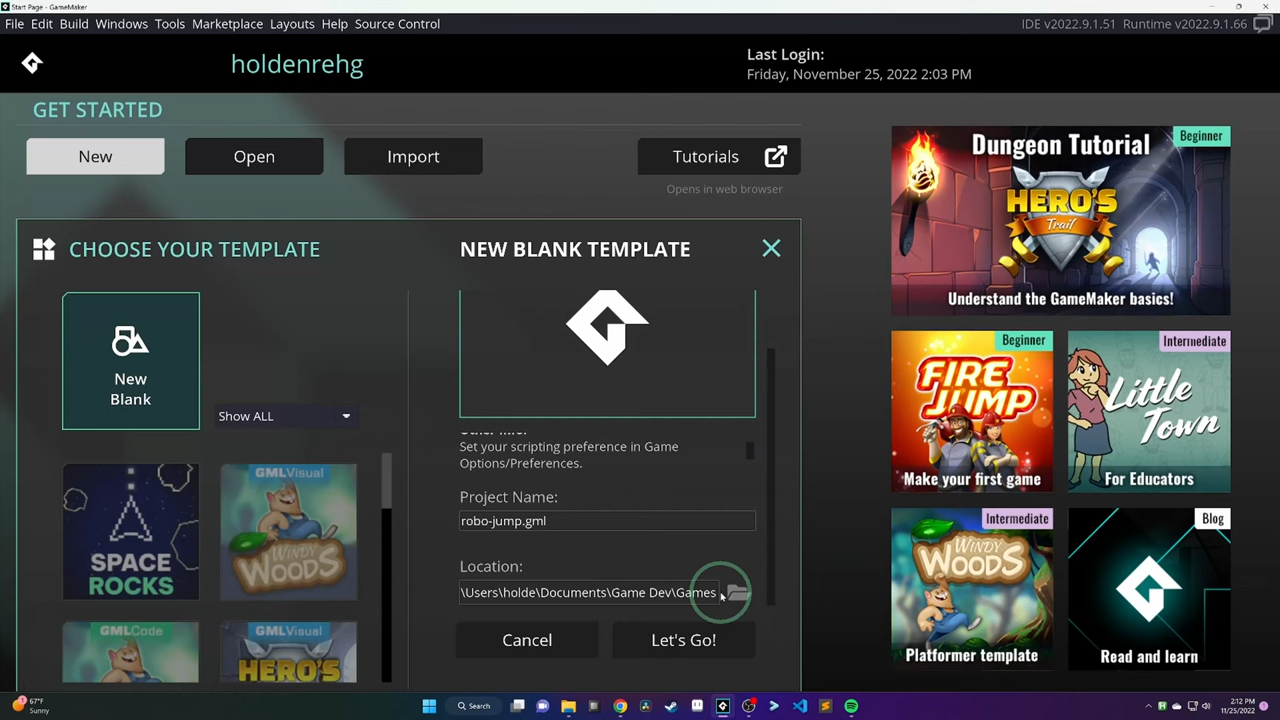 Start Page - GameMaker
File Edit Build Windows Tools Marketplace Layouts Help Source Control
IDE v2022.9.1.51 Runtime v2022.9.1.66
holdenrehg
Last Login:
Friday, November 25, 2022 2:03 PM
GET STARTED
New
Open
Import
Tutorials
Opens in web browser
CHOOSE YOUR TEMPLATE
New
Blank
Show ALL
SPACE
ROCKS
GMLVisual
WINDY
WOODS
GMLCode
GMLVisual
HERO'S
NEW BLANK TEMPLATE
Set your scripting preference in Game
Options/Preferences.
Project Name:
robo-jump.gml
Location:
\Users\holde\Documents\Game Dev\Games
Cancel
Let's Go!
Beginner
Dungeon Tutorial
HERO'S
Trail
Understand the GameMaker basics!
Beginner
FIRE
JUMP
Make your first game
Intermediate
Little
Town
For Educators
Intermediate
WINDY
WOODS
Platformer template
Blog
Read and learn
67°F
Sunny
Search
2:12 PM
11/25/2022